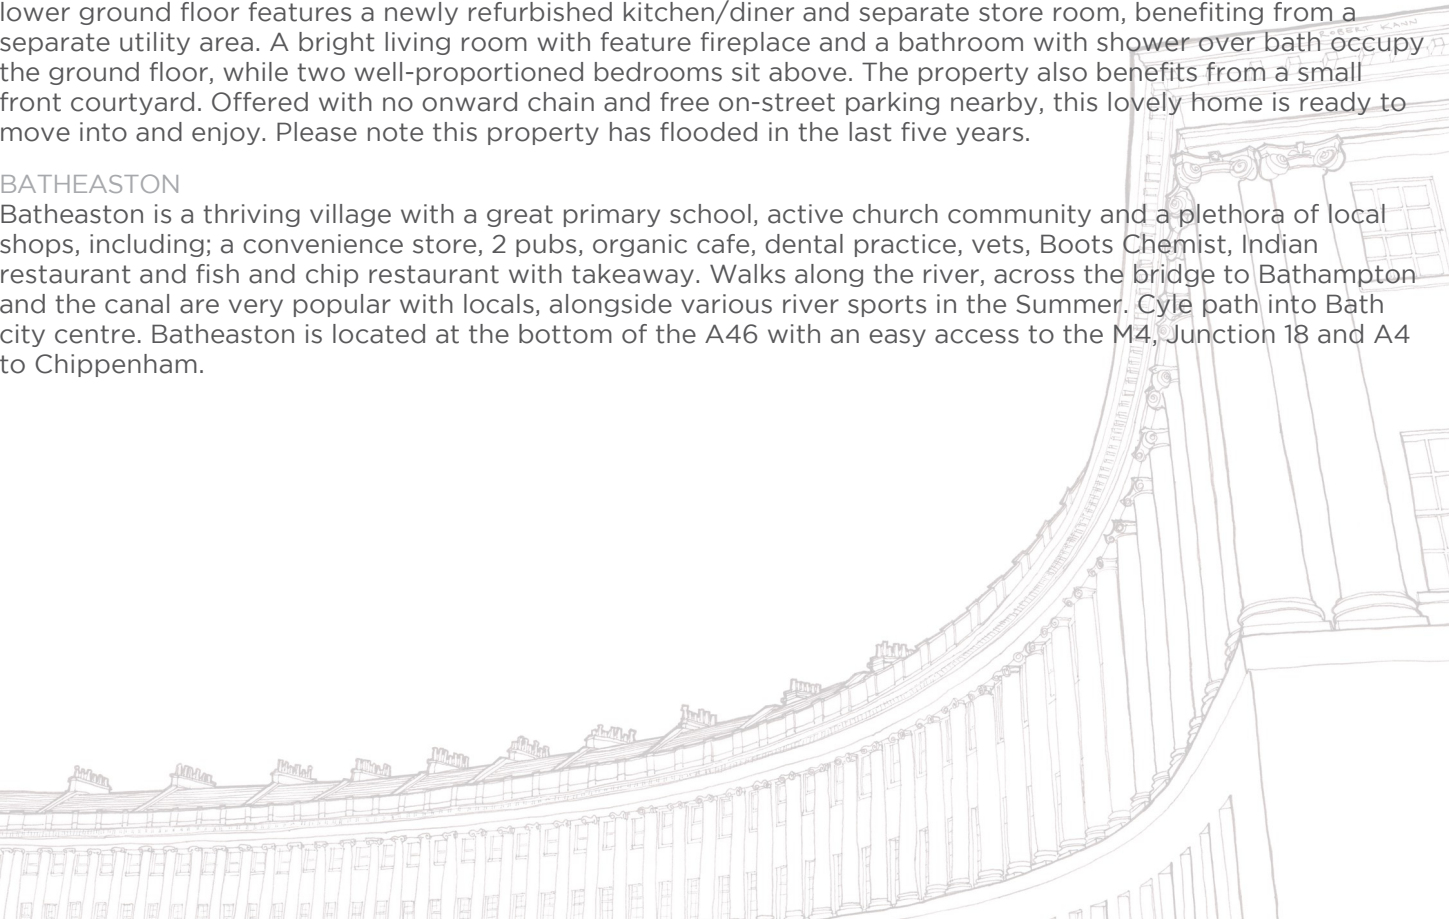 lower ground floor features a newly refurbished kitchen/diner and separate store room, benefiting from a
separate utility area. A bright living room with feature fireplace and a bathroom with shower over bath occupy
the ground floor, while two well-proportioned bedrooms sit above. The property also benefits from a small
front courtyard. Offered with no onward chain and free on-street parking nearby, this lovely home is ready to
move into and enjoy. Please note this property has flooded in the last five years.
BATHEASTON
Batheaston is a thriving village with a great primary school, active church community and a plethora of local
shops, including; a convenience store, 2 pubs, organic cafe, dental practice, vets, Boots Chemist, Indian
restaurant and fish and chip restaurant with takeaway. Walks along the river, across the bridge to Bathampton
and the canal are very popular with locals, alongside various river sports in the Summer. Cyle path into Bath
city centre. Batheaston is located at the bottom of the A46 with an easy access to the M4, Junction 18 and A4
to Chippenham.
ROBERT KANN